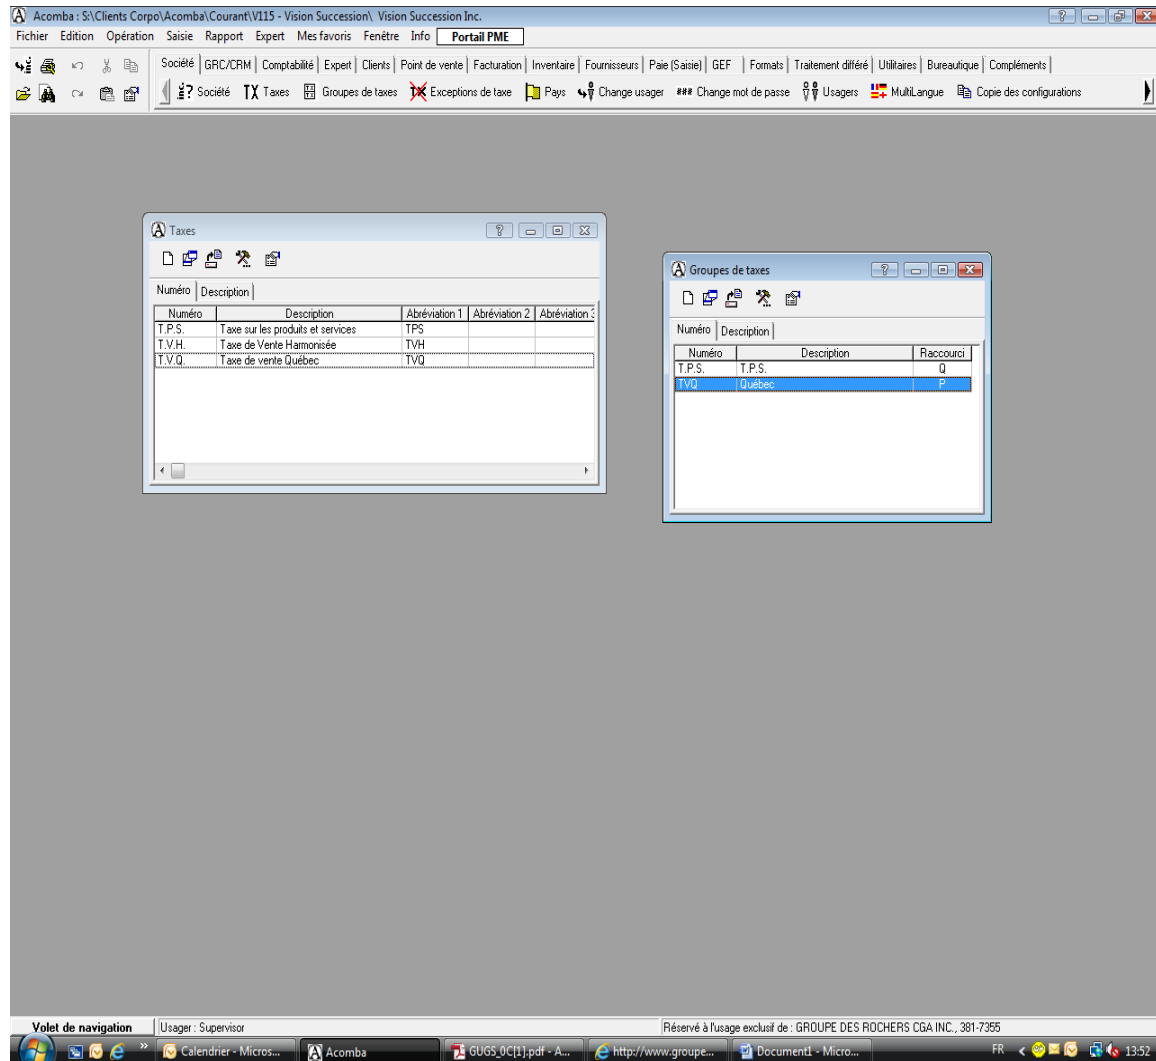 Acomba : S:\Clients Corpo\Acomba\Courant\V115 - Vision Succession\ Vision Succession Inc.
Fichier Edition Opération Saisie Rapport Expert Mes favoris Fenêtre Info Portail PME
Société GRC/CRM Comptabilité Expert Clients Point de vente Facturation Inventaire Fournisseurs Paie (Saisie) GEF Formats Traitement différé Utilitaires Bureautique Compléments
Société TX Taxes Groupes de taxes Exceptions de taxe Pays Change usager ### Change mot de passe Usagers MultiLangue Copie des configurations
Taxes
Numéro Description
Numéro Description Abréviation 1 Abréviation 2 Abréviation 3
T.P.S. Taxe sur les produits et services TPS
T.V.H. Taxe de Vente Harmonisée TVH
T.V.Q. Taxe de vente Québec TVQ
Groupes de taxes
Numéro Description
Numéro Description Raccourci
T.P.S. T.P.S. Q
TVQ Québec P
Volet de navigation Usager : Supervisor Réservé à l'usage exclusif de : GROUPE DES ROCHERS CGA INC., 381-7355
Calendrier - Micros... Acomba GUGS_0C[1].pdf - A... http://www.groupe... Document1 - Micro... FR 13:52